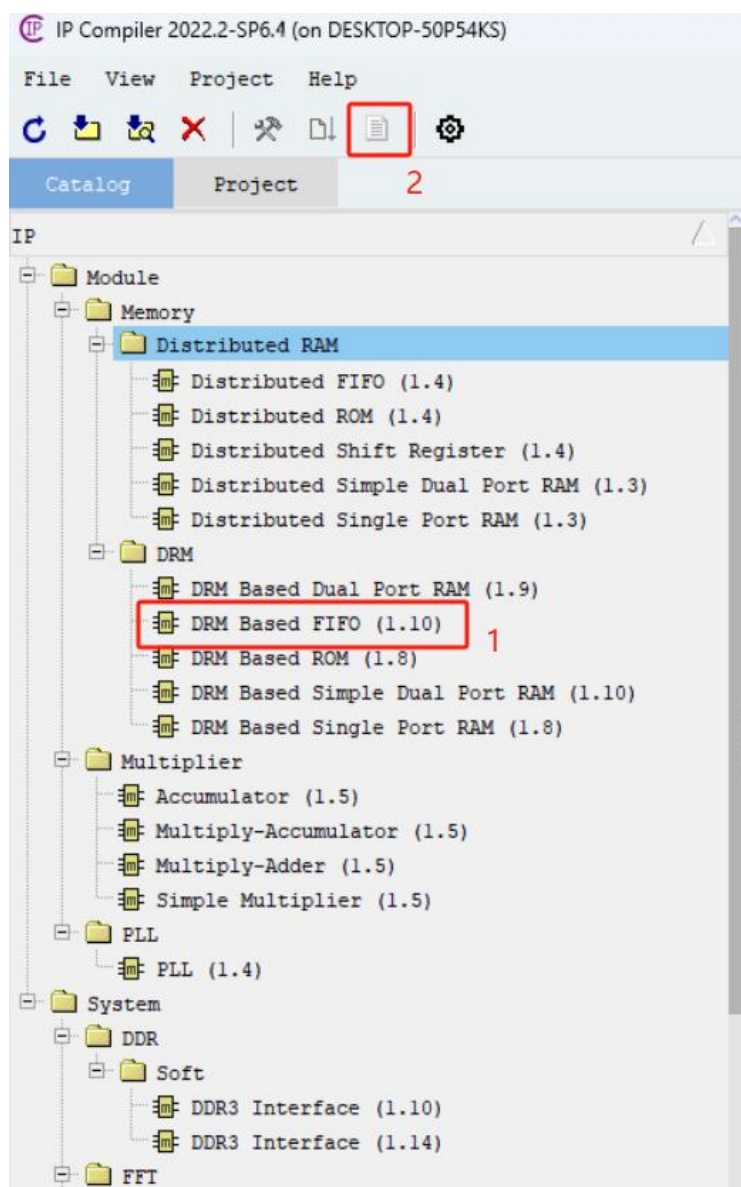 IP IP Compiler 2022.2-SP6.4 (on DESKTOP-50P54KS)
File View Project Help
Catalog Project 2
IP
Module
Memory
Distributed RAM
Distributed FIFO (1.4)
Distributed ROM (1.4)
Distributed Shift Register (1.4)
Distributed Simple Dual Port RAM (1.3)
Distributed Single Port RAM (1.3)
DRM
DRM Based Dual Port RAM (1.9)
DRM Based FIFO (1.10) 1
DRM Based ROM (1.8)
DRM Based Simple Dual Port RAM (1.10)
DRM Based Single Port RAM (1.8)
Multiplier
Accumulator (1.5)
Multiply-Accumulator (1.5)
Multiply-Adder (1.5)
Simple Multiplier (1.5)
PLL
PLL (1.4)
System
DDR
Soft
DDR3 Interface (1.10)
DDR3 Interface (1.14)
FFT